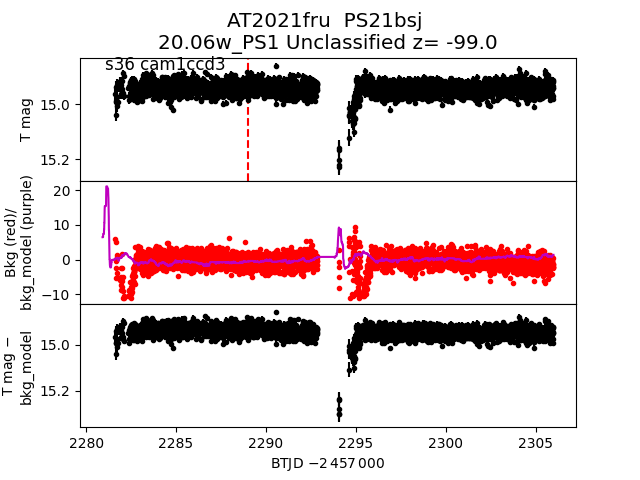 AT2021fru PS21bsj
20.06w_PS1 Unclassified z= -99.0
s36 cam1ccd3
T mag
15.0
15.2
Bkg (red)/
bkg_model (purple)
20
10
0
−10
T mag −
bkg_model
15.0
15.2
2280 2285 2290 2295 2300 2305
BTJD −2 457 000